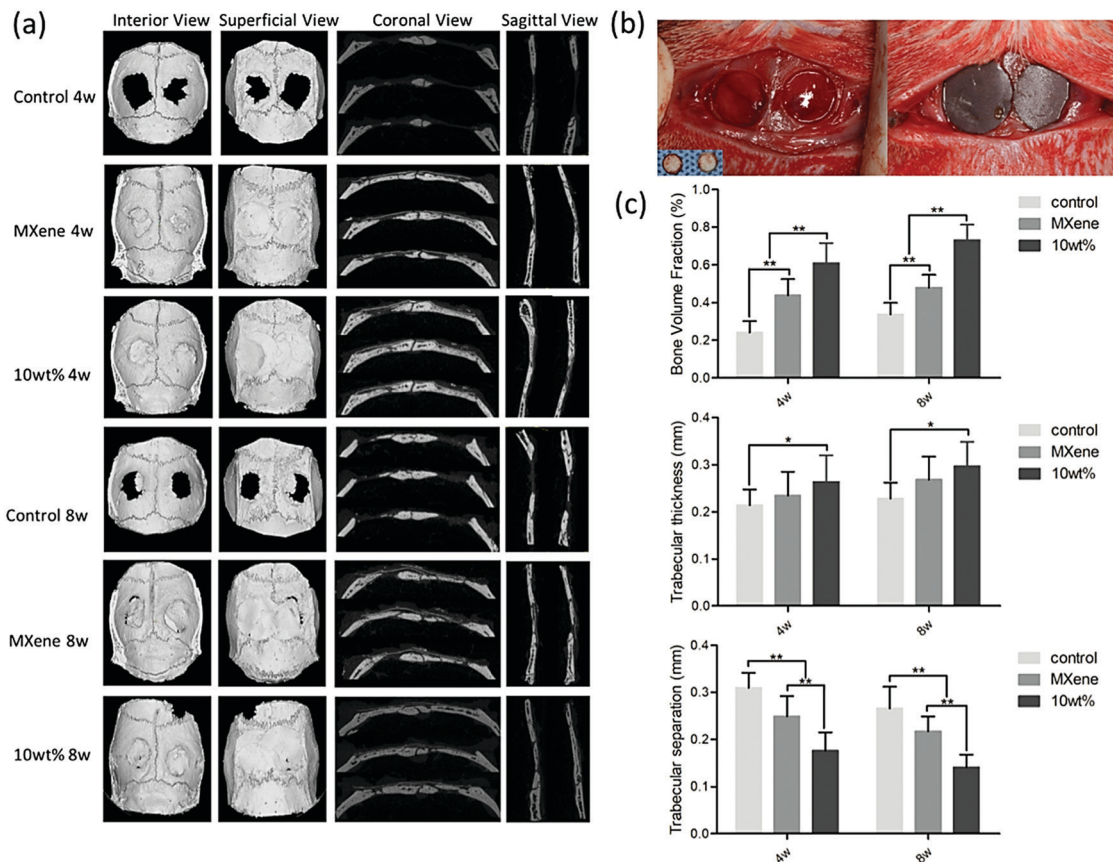 (a)
Interior View Superficial View Coronal View Sagittal View
Control 4w
MXene 4w
10wt% 4w
Control 8w
MXene 8w
10wt% 8w
(b)
(c)
Bone Volume Fraction (%)
1.0
0.8
0.6
0.4
0.2
0.0
** ** ** **
4w 8w
control
MXene
10wt%
Trabecular thickness (mm)
0.4
0.3
0.2
0.1
0.0
* *
4w 8w
control
MXene
10wt%
Trabecular separation (mm)
0.4
0.3
0.2
0.1
0.0
** ** ** **
4w 8w
control
MXene
10wt%